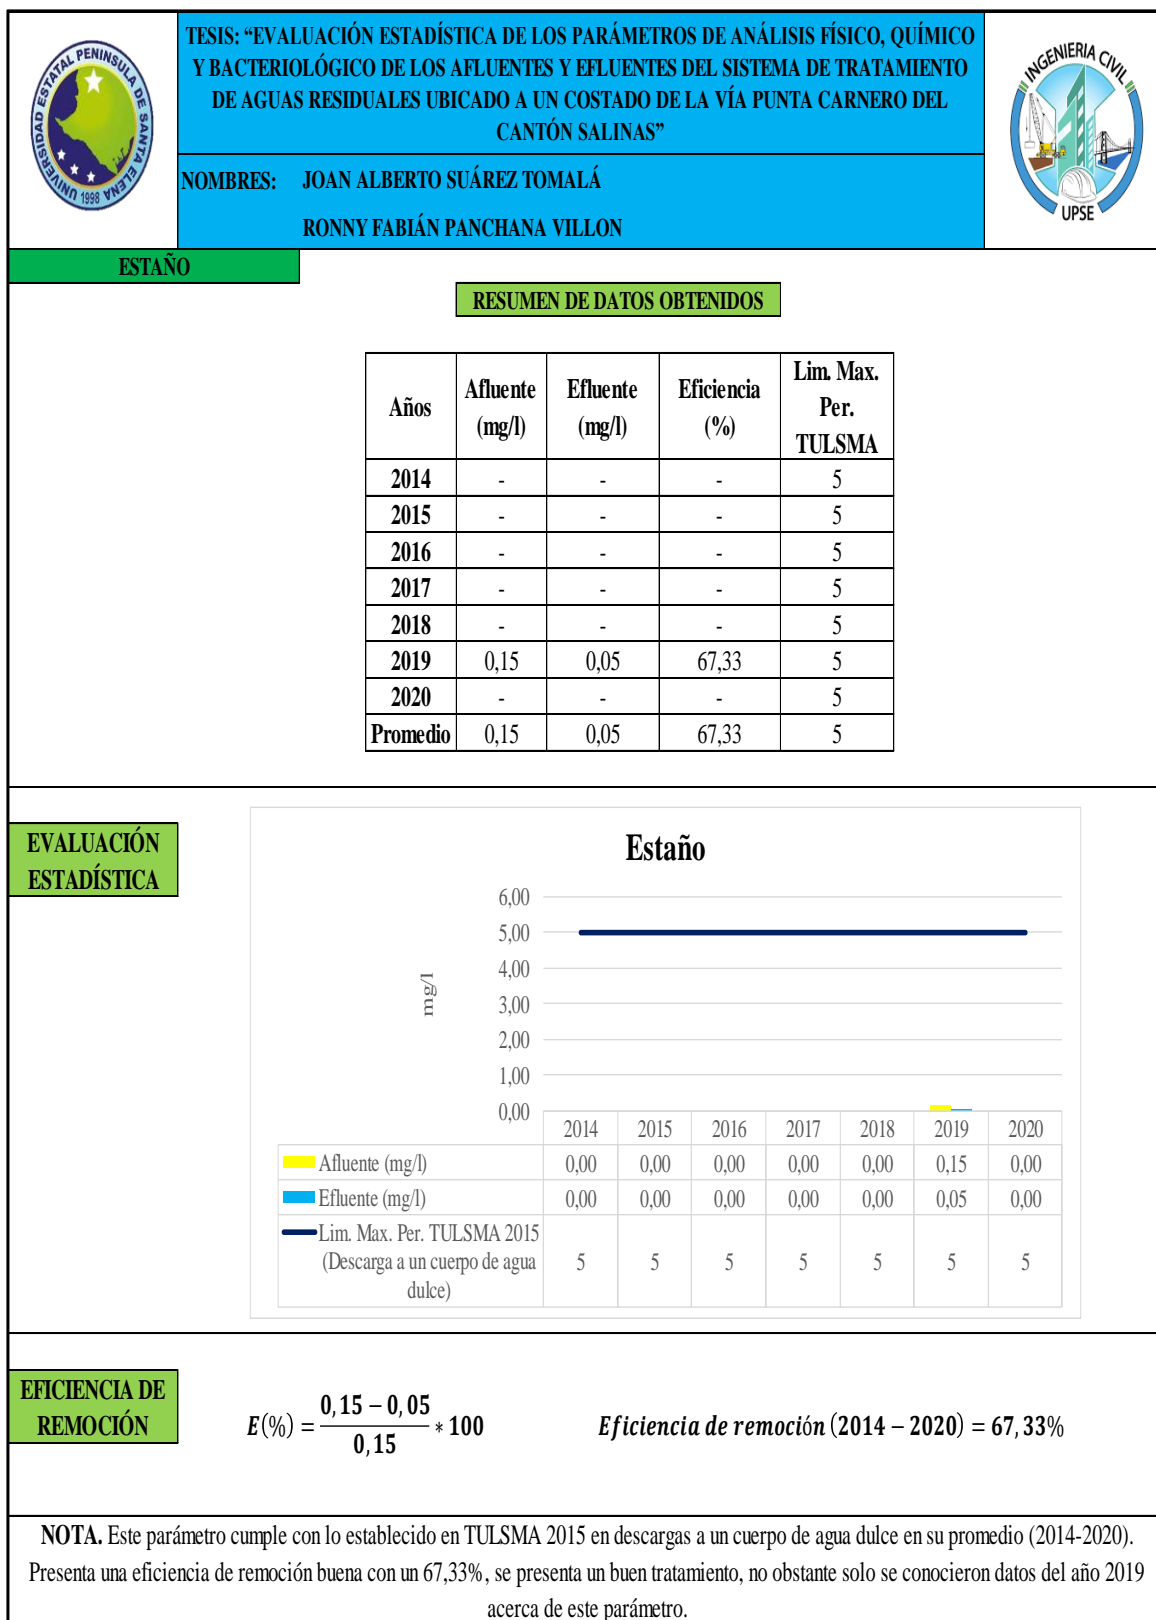 UNIVERSIDAD ESTATAL PENINSULA DE SANTA ELENA
UNIVERSIDAD 1998
TESIS: “EVALUACIÓN ESTADÍSTICA DE LOS PARÁMETROS DE ANÁLISIS FÍSICO, QUÍMICO
Y BACTERIOLÓGICO DE LOS AFLUENTES Y EFLUENTES DEL SISTEMA DE TRATAMIENTO
DE AGUAS RESIDUALES UBICADO A UN COSTADO DE LA VÍA PUNTA CARNERO DEL
CANTÓN SALINAS”
NOMBRES: JOAN ALBERTO SUÁREZ TOMALÁ
RONNY FABIÁN PANCHANA VILLON
INGENIERIA CIVIL
UPSE
ESTAÑO
RESUMEN DE DATOS OBTENIDOS
Años Afluente (mg/l) Efluente (mg/l) Eficiencia (%) Lim. Max. Per. TULSMA
2014 - - - 5
2015 - - - 5
2016 - - - 5
2017 - - - 5
2018 - - - 5
2019 0,15 0,05 67,33 5
2020 - - - 5
Promedio 0,15 0,05 67,33 5
EVALUACIÓN
ESTADÍSTICA
Estaño
mg/l
6,00
5,00
4,00
3,00
2,00
1,00
0,00
2014 2015 2016 2017 2018 2019 2020
Afluente (mg/l) 0,00 0,00 0,00 0,00 0,00 0,15 0,00
Efluente (mg/l) 0,00 0,00 0,00 0,00 0,00 0,05 0,00
Lim. Max. Per. TULSMA 2015
(Descarga a un cuerpo de agua
dulce)
5 5 5 5 5 5 5
EFICIENCIA DE
REMOCIÓN
E(%) = (0,15 − 0,05)/0,15 * 100
Eficiencia de remoción (2014 − 2020) = 67,33%
NOTA. Este parámetro cumple con lo establecido en TULSMA 2015 en descargas a un cuerpo de agua dulce en su promedio (2014-2020).
Presenta una eficiencia de remoción buena con un 67,33%, se presenta un buen tratamiento, no obstante solo se conocieron datos del año 2019
acerca de este parámetro.